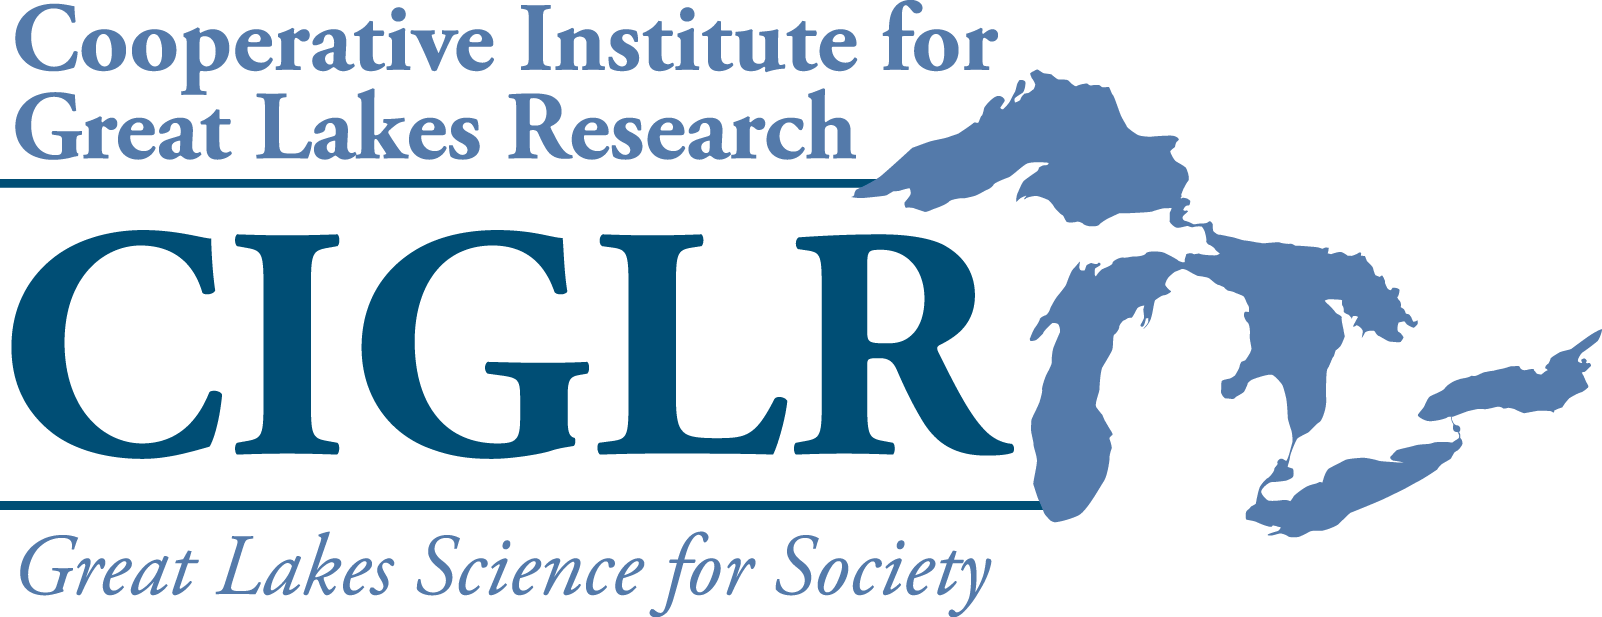 Cooperative Institute for
Great Lakes Research
CIGLR
Great Lakes Science for Society